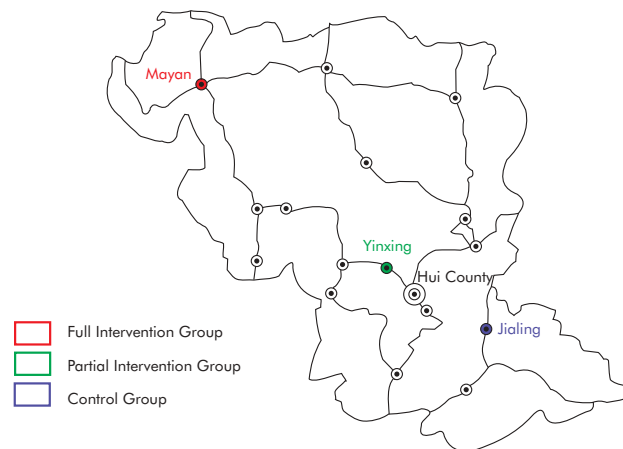 Mayan
Yinxing
Hui County
Jialing
Full Intervention Group
Partial Intervention Group
Control Group